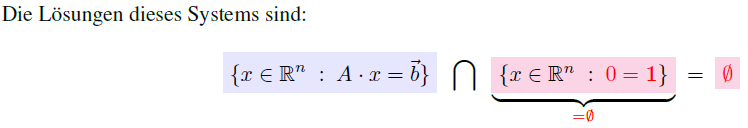 Die Lösungen dieses Systems sind:
{x ∈ ℝⁿ : A · x = b⃗} ⋂ {x ∈ ℝⁿ : 0 = 1} = ∅
=∅